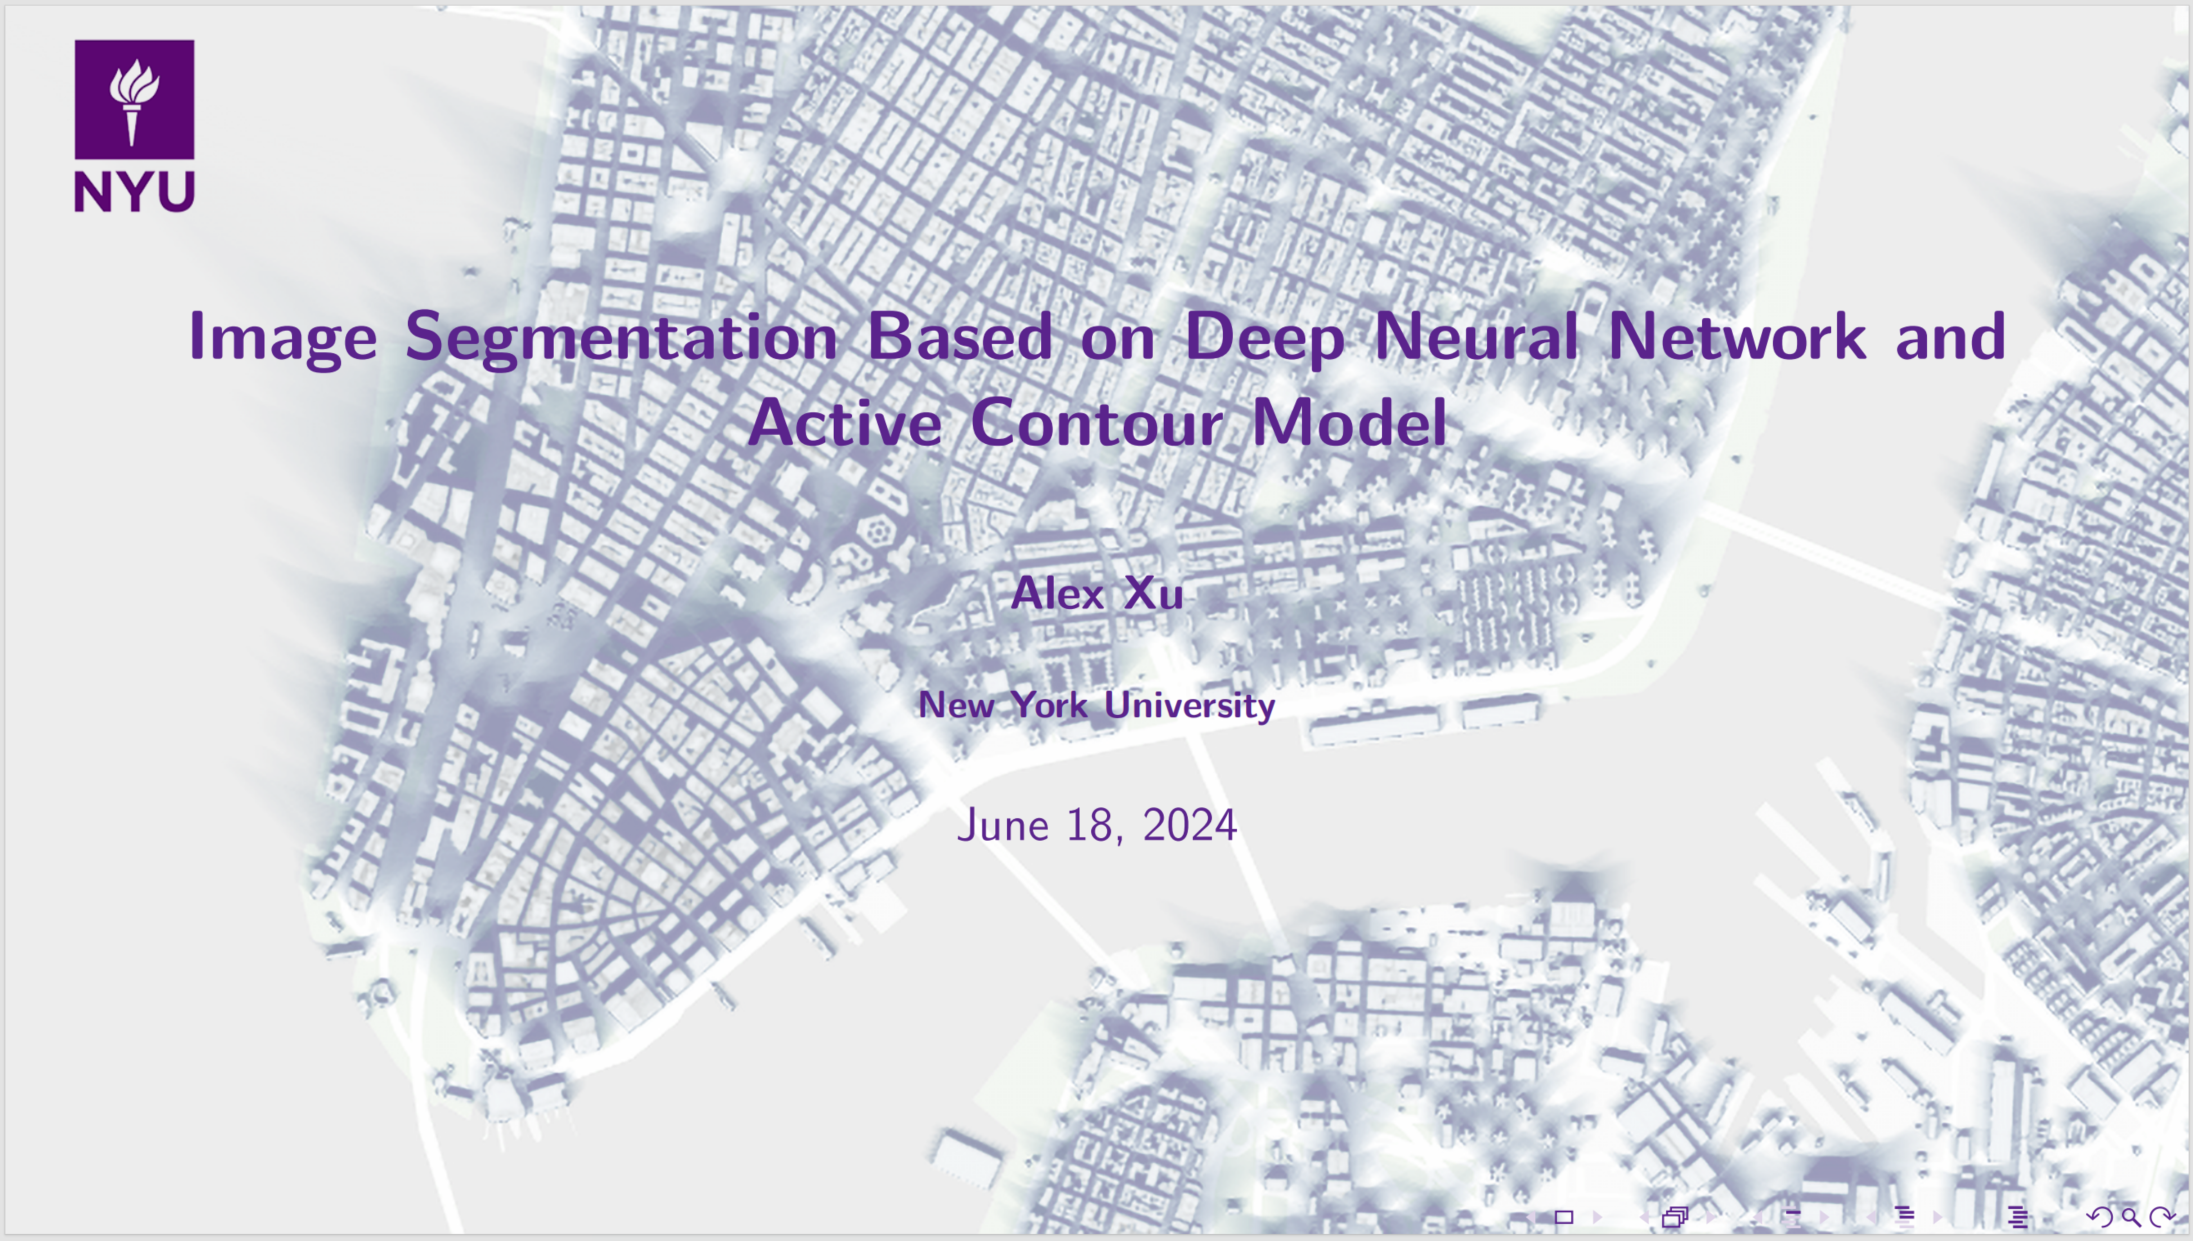 NYU
Image Segmentation Based on Deep Neural Network and
Active Contour Model
Alex Xu
New York University
June 18, 2024